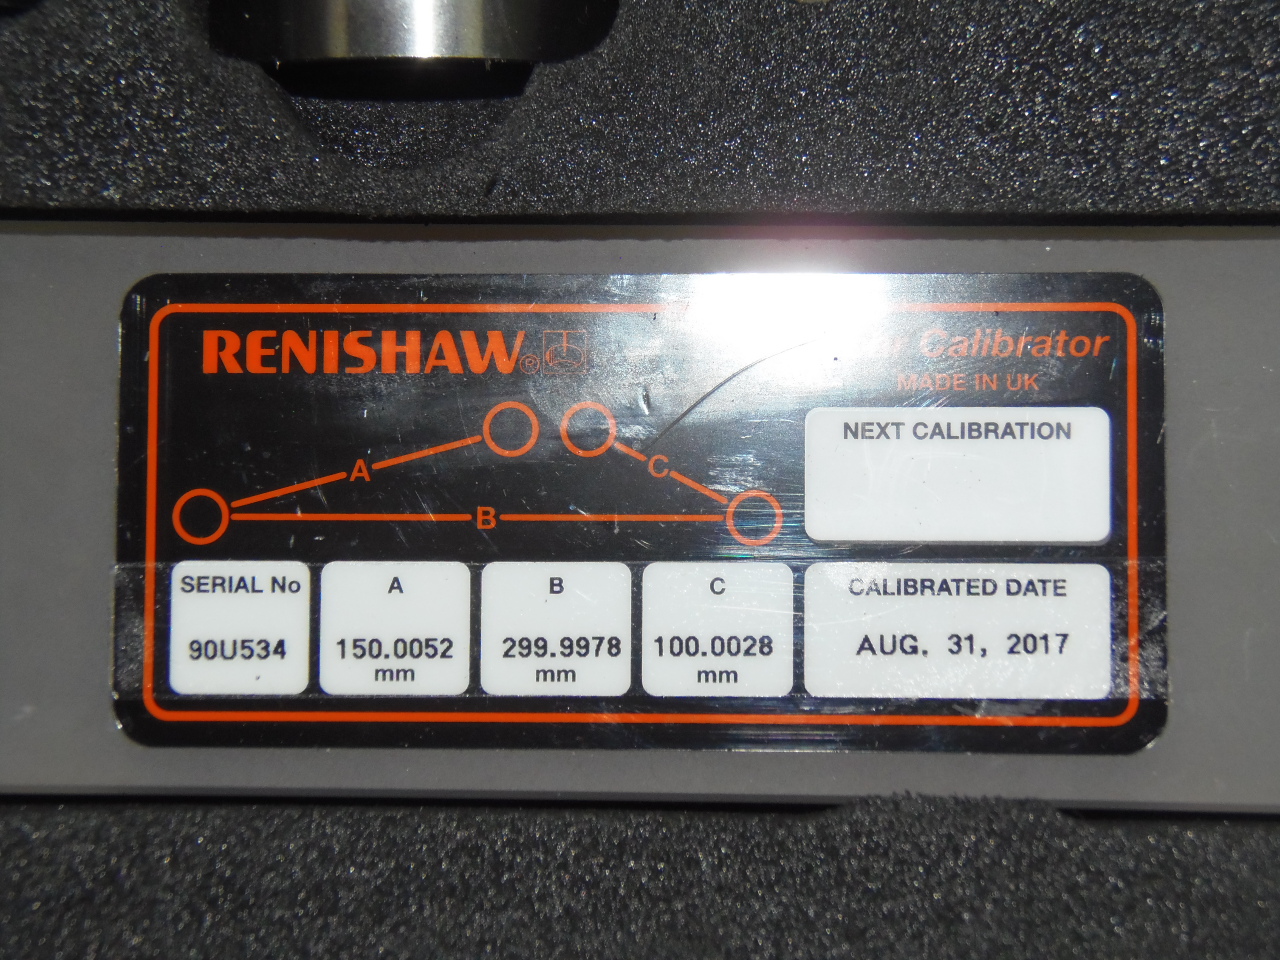 RENISHAW®
Calibrator
MADE IN UK
A
C
B
NEXT CALIBRATION
SERIAL No
90U534
A
150.0052
mm
B
299.9978
mm
C
100.0028
mm
CALIBRATED DATE
AUG. 31, 2017